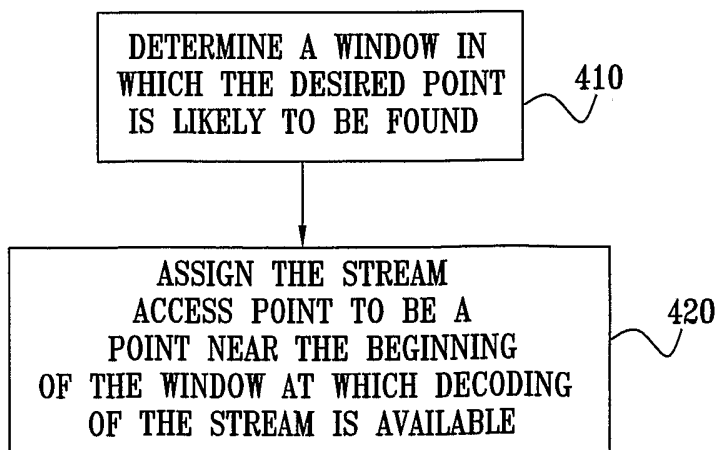 DETERMINE A WINDOW IN
WHICH THE DESIRED POINT
IS LIKELY TO BE FOUND
410
ASSIGN THE STREAM
ACCESS POINT TO BE A
POINT NEAR THE BEGINNING
OF THE WINDOW AT WHICH DECODING
OF THE STREAM IS AVAILABLE
420